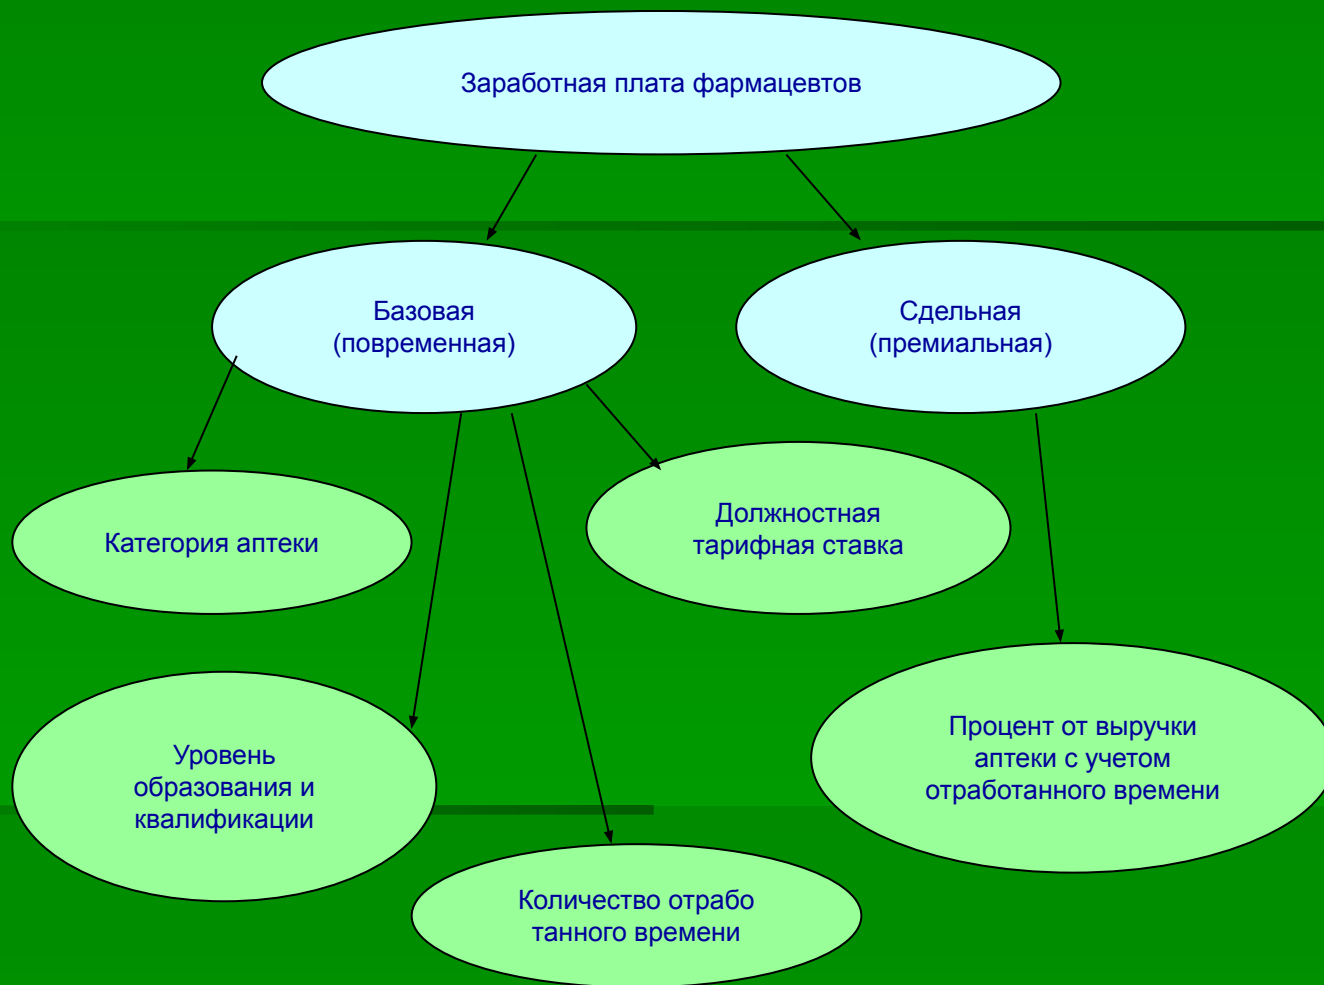 Заработная плата фармацевтов
Базовая
(повременная)
Сдельная
(премиальная)
Категория аптеки
Должностная
тарифная ставка
Уровень
образования и
квалификации
Процент от выручки
аптеки с учетом
отработанного времени
Количество отрабо
танного времени